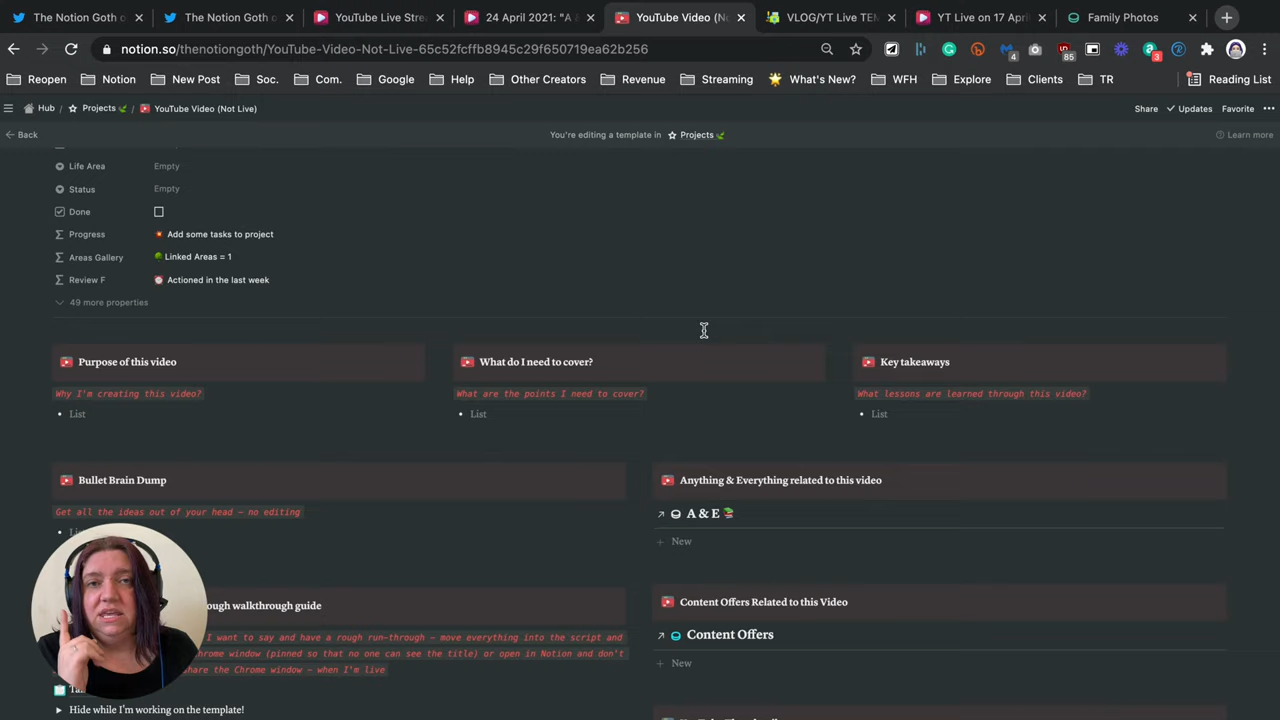 The Notion Goth o
The Notion Goth o
YouTube Live Stre
24 April 2021: "A &
YouTube Video (No
VLOG/YT Live TEM
YT Live on 17 Apri
Family Photos
notion.so/thenotiongoth/YouTube-Video-Not-Live-65c52fcffb8945c29f650719ea62b256
4
85
3
Reopen
Notion
New Post
Soc.
Com.
Google
Help
Other Creators
Revenue
Streaming
What's New?
WFH
Explore
Clients
TR
Reading List
Hub / Projects / YouTube Video (Not Live)
Share
Updates
Favorite
Back
You're editing a template in Projects
Learn more
Life Area Empty
Status Empty
Done
Progress Add some tasks to project
Areas Gallery Linked Areas = 1
Review F Actioned in the last week
49 more properties
Purpose of this video
Why I'm creating this video?
• List
What do I need to cover?
What are the points I need to cover?
• List
Key takeaways
What lessons are learned through this video?
• List
Bullet Brain Dump
Get all the ideas out of your head – no editing
Anything & Everything related to this video
A & E
New
ough walkthrough guide
I want to say and have a rough run-through – move everything into the script and
hrome window (pinned so that no one can see the title) or open in Notion and don't
share the Chrome window – when I'm live
Hide while I'm working on the template!
Content Offers Related to this Video
Content Offers
New